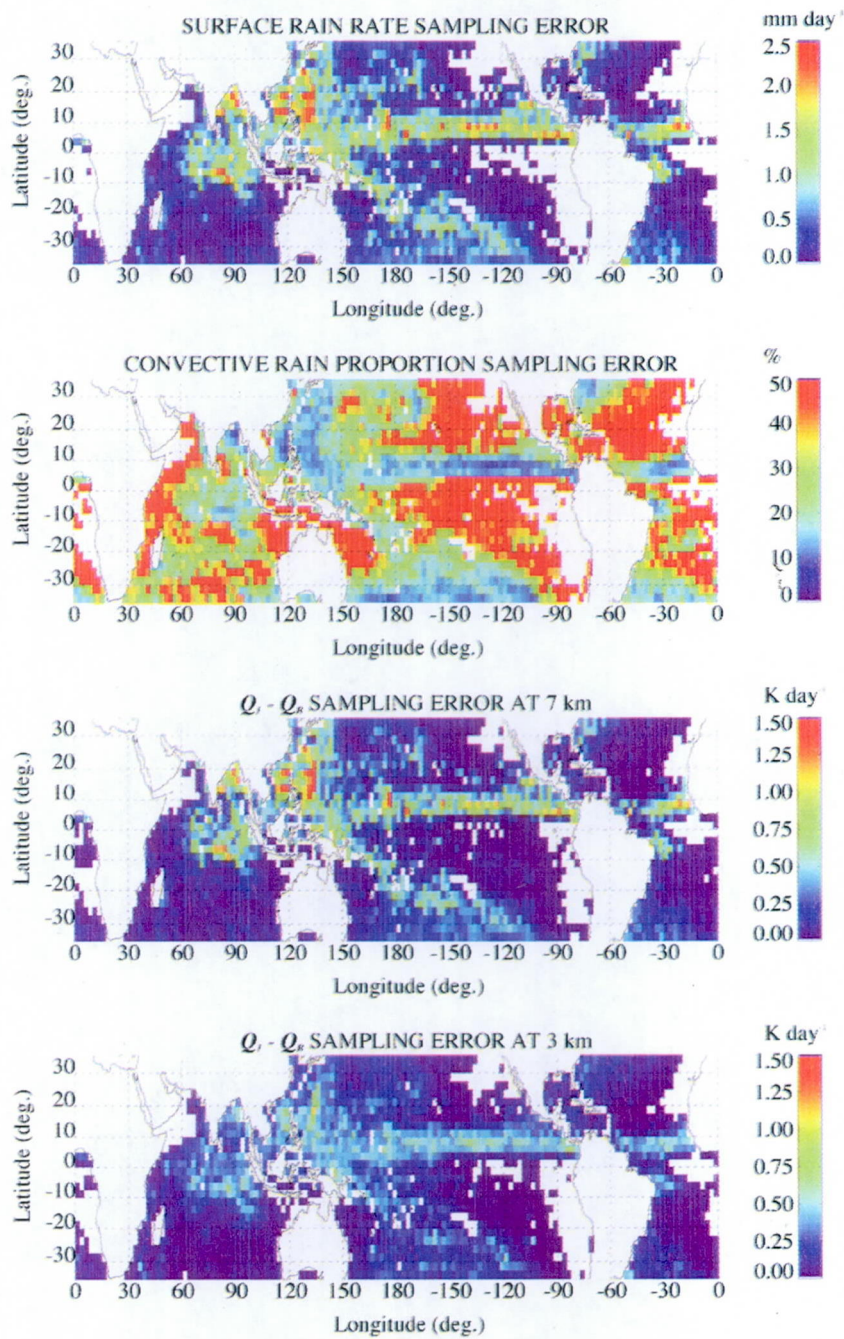 SURFACE RAIN RATE SAMPLING ERROR
mm day
Latitude (deg.)
30
20
10
0
-10
-20
-30
0 30 60 90 120 150 180 -150 -120 -90 -60 -30 0
Longitude (deg.)
2.5
2.0
1.5
1.0
0.5
0.0
CONVECTIVE RAIN PROPORTION SAMPLING ERROR
%
Latitude (deg.)
30
20
10
0
-10
-20
-30
0 30 60 90 120 150 180 -150 -120 -90 -60 -30 0
Longitude (deg.)
50
40
30
20
10
0
SAMPLING ERROR AT 7 km
K day
Latitude (deg.)
30
20
10
0
-10
-20
-30
0 30 60 90 120 150 180 -150 -120 -90 -60 -30 0
Longitude (deg.)
1.50
1.25
1.00
0.75
0.50
0.25
0.00
SAMPLING ERROR AT 3 km
K day
Latitude (deg.)
30
20
10
0
-10
-20
-30
0 30 60 90 120 150 180 -150 -120 -90 -60 -30 0
Longitude (deg.)
1.50
1.25
1.00
0.75
0.50
0.25
0.00